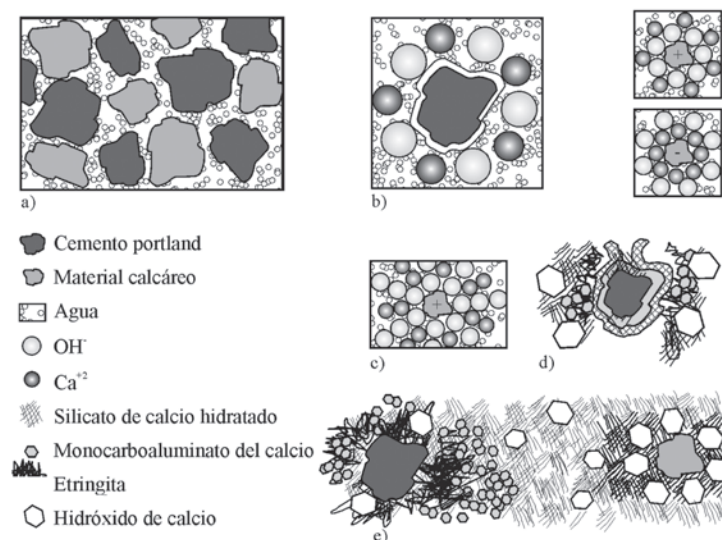 a)
b)
Cemento portland
Material calcáreo
Agua
OH⁻
Ca⁺²
Silicato de calcio hidratado
Monocarboaluminato del calcio
Etringita
Hidróxido de calcio
+
-
c)
+
d)
e)